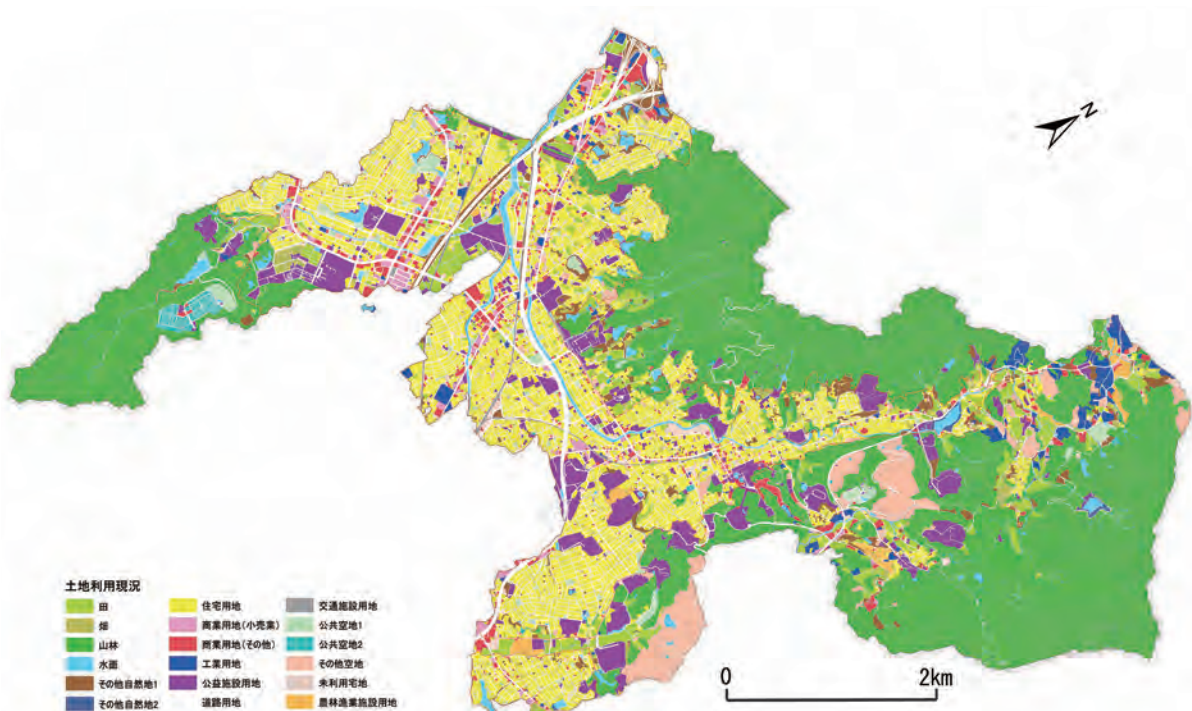 N
土地利用現況
田
畑
山林
水面
その他自然地1
その他自然地2
住宅用地
商業用地(小売業)
商業用地(その他)
工業用地
公益施設用地
道路用地
交通施設用地
公共空地1
公共空地2
その他空地
未利用宅地
農林漁業施設用地
0 2km